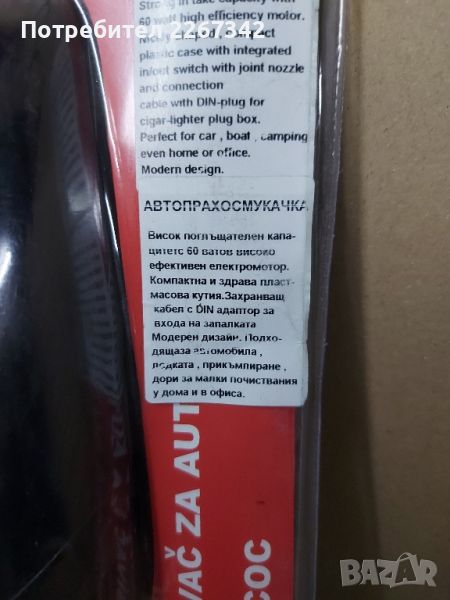 Strong in take capacity with
Потребител 2267342
60 watt high efficiency motor.
compact
plastic case with integrated
in/out switch with joint nozzle
and connection
cable with DIN-plug for
cigar-lighter plug box.
Perfect for car , boat , camping
even home or office.
Modern design.
АВТОПРАХОСМУКАЧКА
Висок поглъщателен капа-
цитетс 60 ватов високо
ефективен електромотор.
Компактна и здрава пласт-
масова кутия.Захранващ
кабел с DIN адаптор за
входа на запалката
Модерен дизайн. Подхо-
дящаза автомобила ,
лодката , прикъмпиране ,
дори за малки почиствания
у дома и в офиса.
VAČ ZA AUT
COC
BAZAR